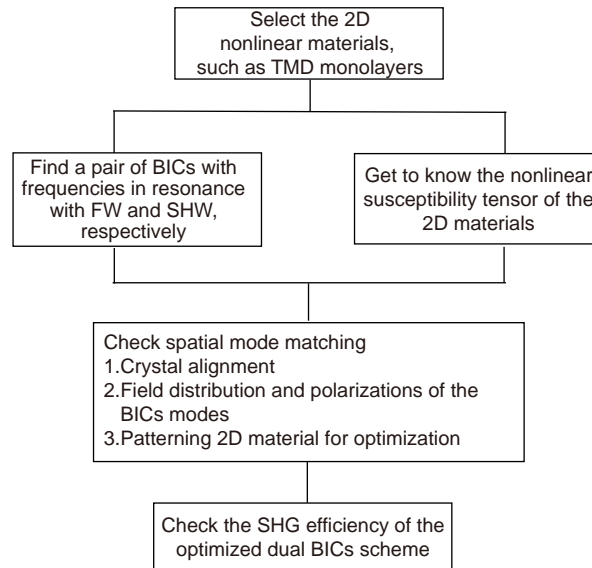 Select the 2D
nonlinear materials,
such as TMD monolayers
Find a pair of BICs with
frequencies in resonance
with FW and SHW,
respectively
Get to know the nonlinear
susceptibility tensor of the
2D materials
Check spatial mode matching
1.Crystal alignment
2.Field distribution and polarizations of the
BICs modes
3.Patterning 2D material for optimization
Check the SHG efficiency of the
optimized dual BICs scheme